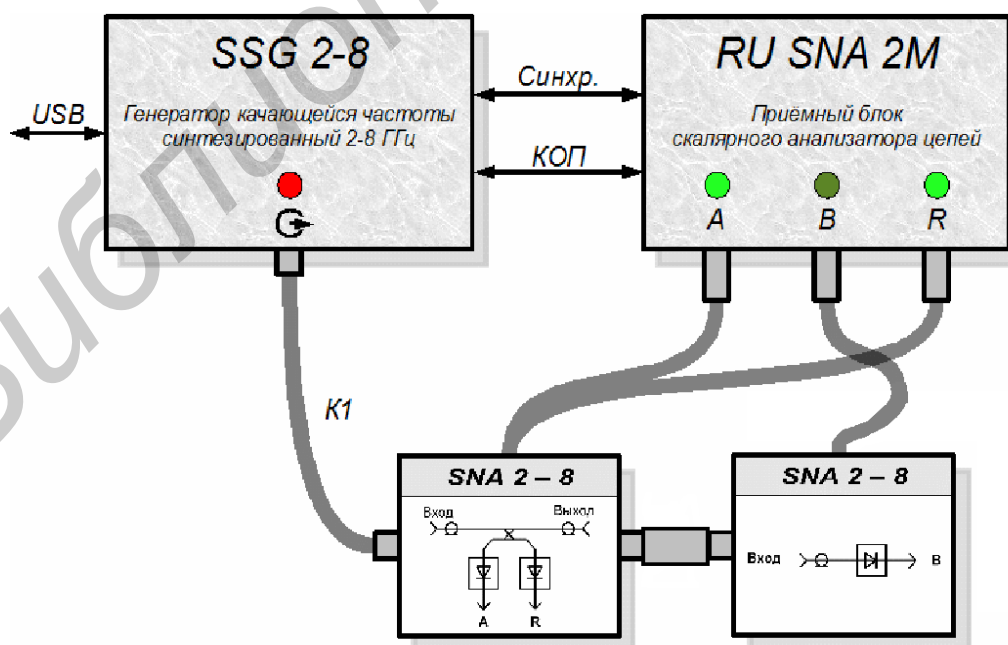 SSG 2-8
Генератор качающейся частоты
синтезированный 2-8 ГГц
USB
Синхр.
КОП
RU SNA 2M
Приёмный блок
скалярного анализатора цепей
A
B
R
К1
SNA 2 – 8
Вход
Выход
A
R
SNA 2 – 8
Вход
B